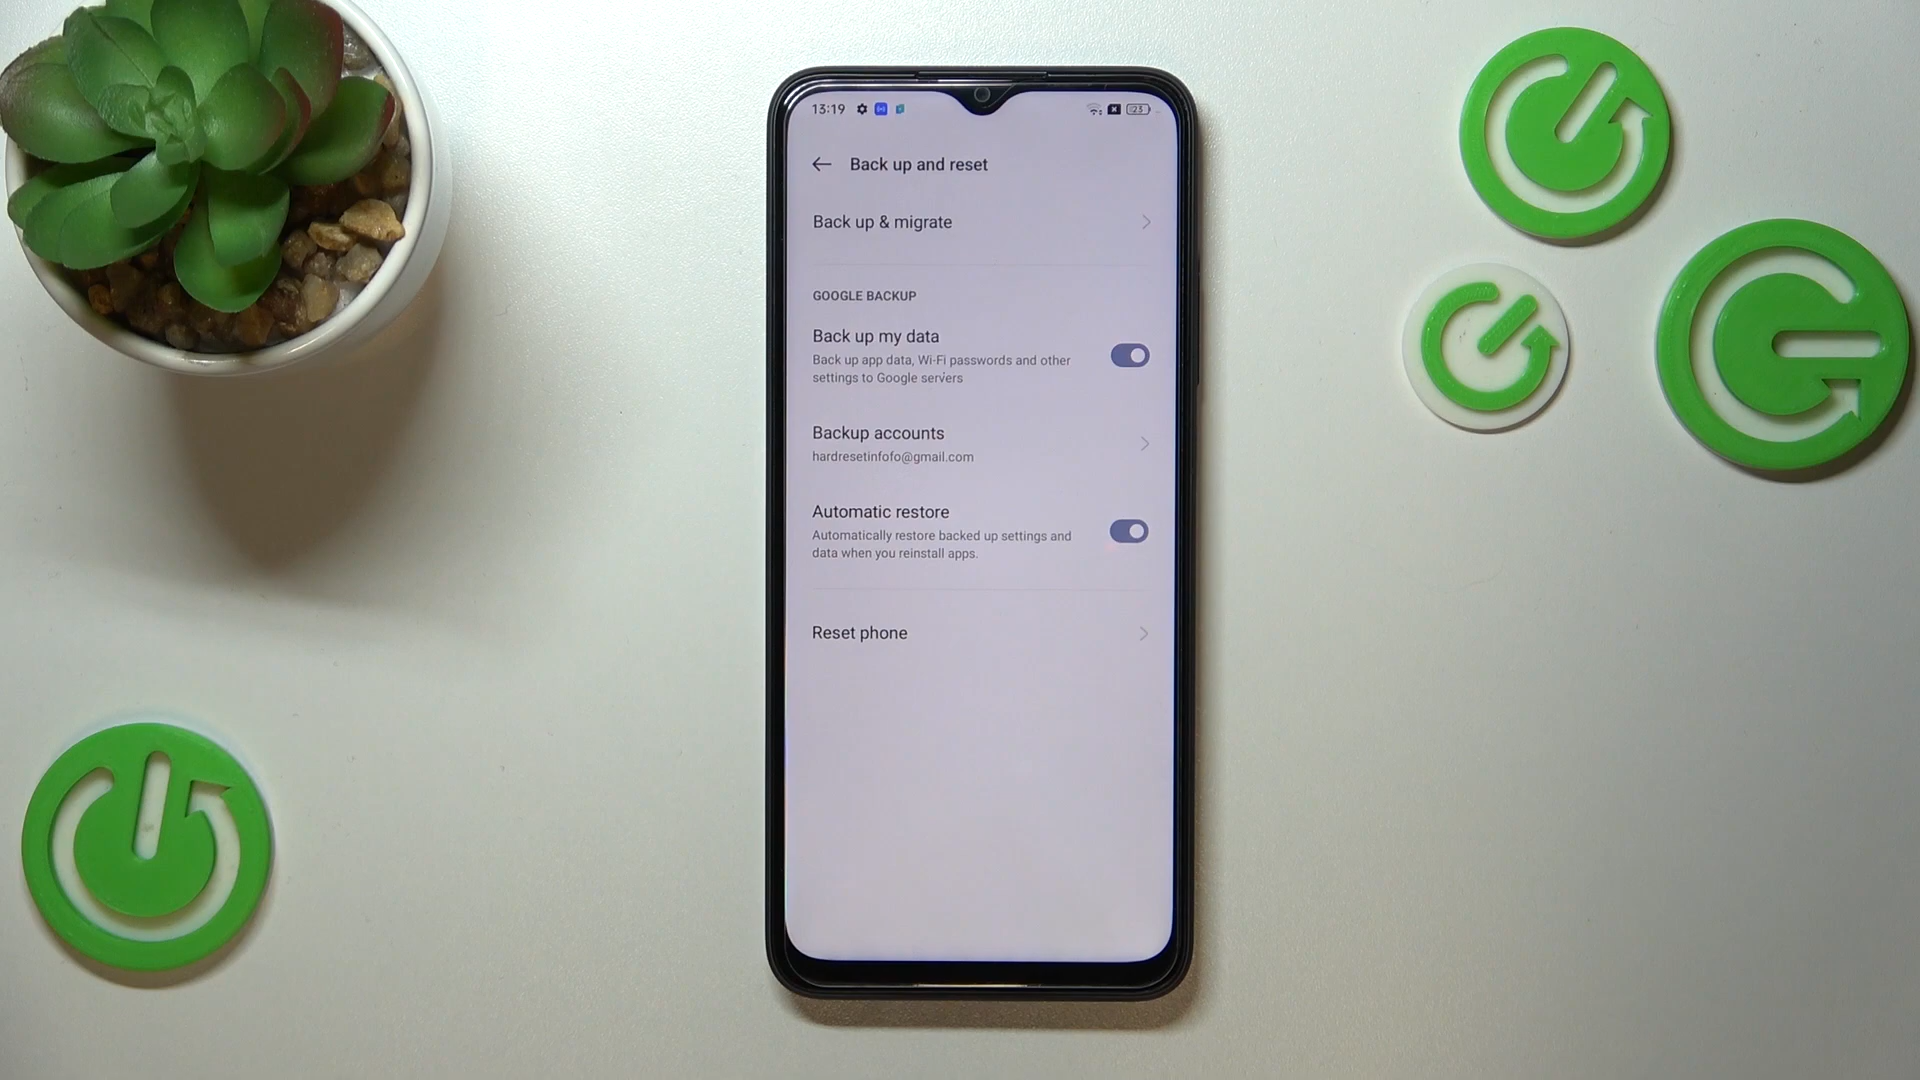 13:19
23
Back up and reset
Back up & migrate
GOOGLE BACKUP
Back up my data
Back up app data, Wi-Fi passwords and other
settings to Google servers
Backup accounts
hardresetinfofo@gmail.com
Automatic restore
Automatically restore backed up settings and
data when you reinstall apps.
Reset phone